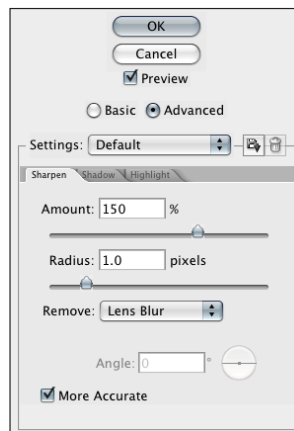 OK
Cancel
Preview
Basic Advanced
Settings: Default
Sharpen Shadow Highlight
Amount: 150 %
Radius: 1.0 pixels
Remove: Lens Blur
Angle: 0 °
More Accurate